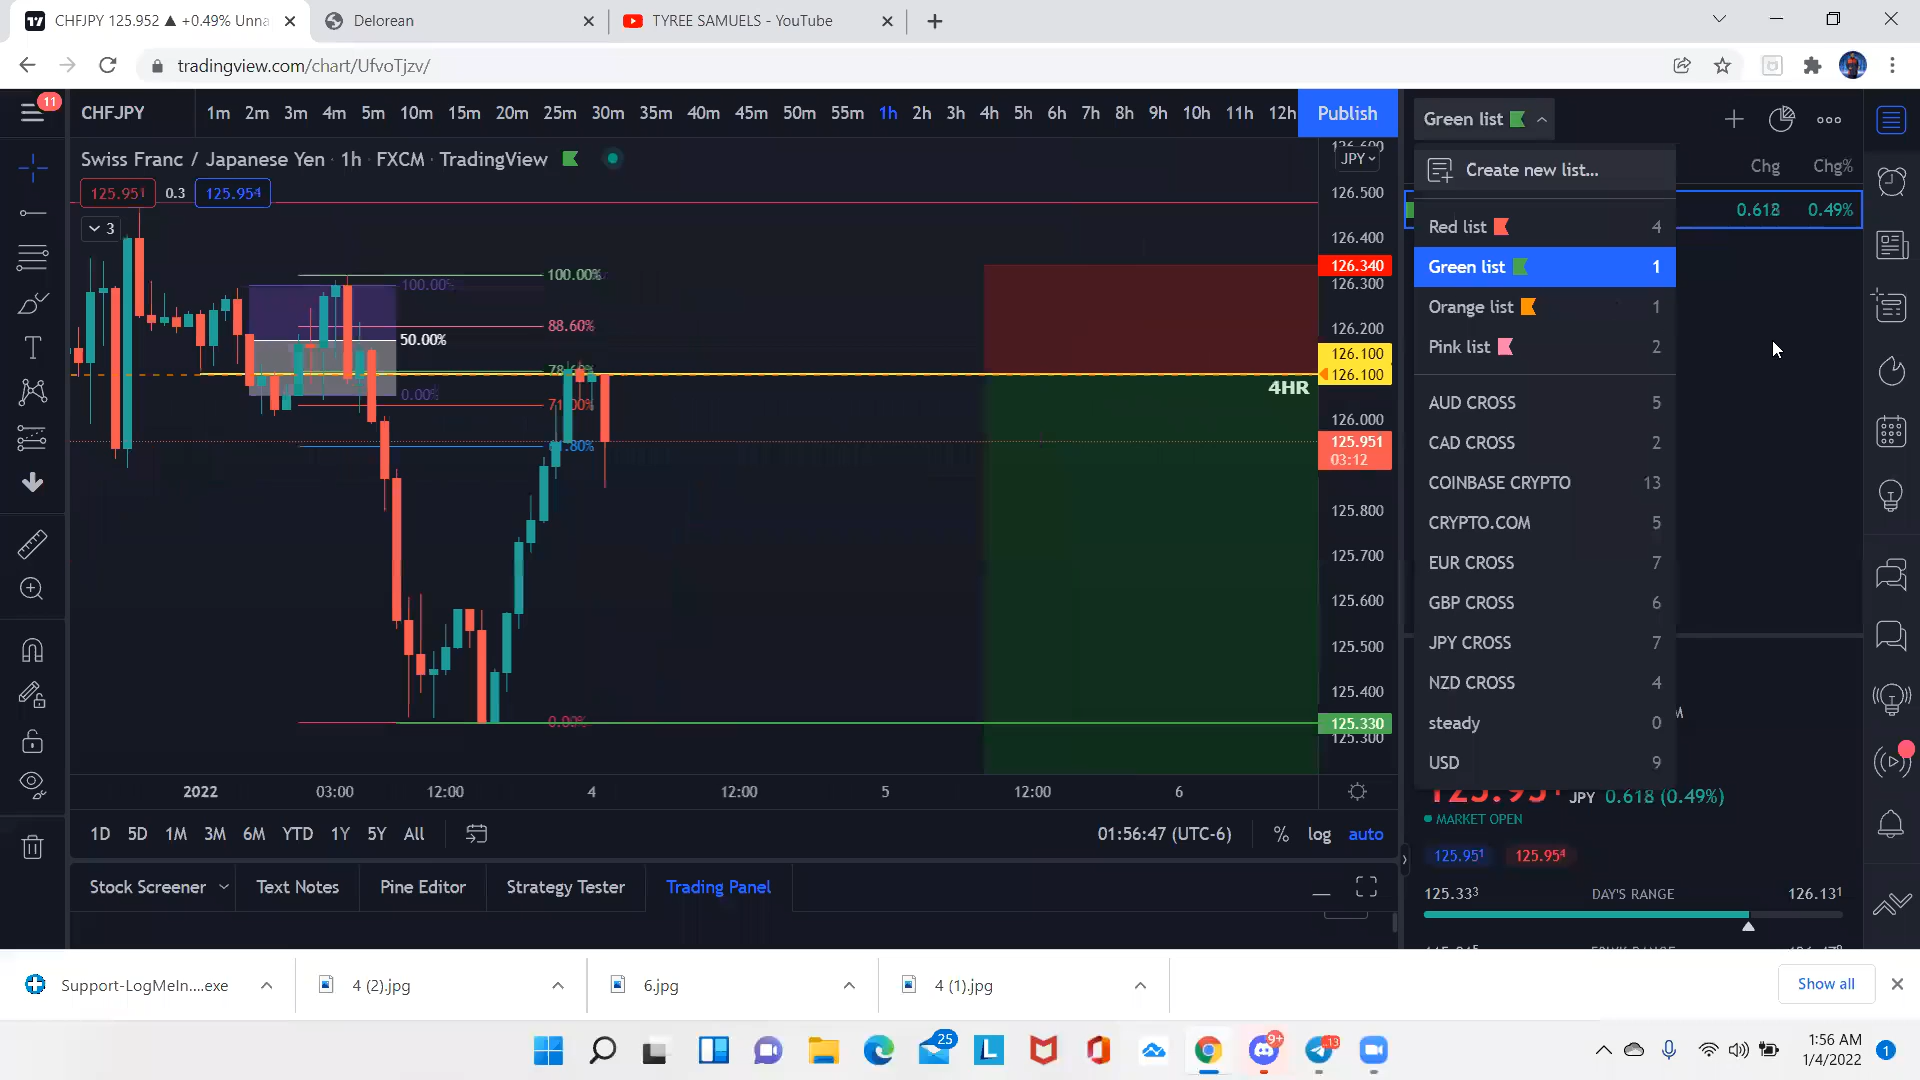 CHFJPY 125.952 ▲ +0.49% Unna
Delorean
TYREE SAMUELS - YouTube
tradingview.com/chart/UfvoTjzv/
11
CHFJPY
1m 2m 3m 4m 5m 10m 15m 20m 25m 30m 35m 40m 45m 50m 55m 1h 2h 3h 4h 5h 6h 7h 8h 9h 10h 11h 12h
Publish
Swiss Franc / Japanese Yen · 1h · FXCM · TradingView
125.951 0.3 125.954
3
JPY
126.500
126.400
126.340
126.300
126.200
126.100
126.100
126.000
125.951
03:12
125.800
125.700
125.600
125.500
125.400
125.330
125.300
100.00%
100.00%
88.60%
50.00%
0.00%
0.00%
4HR
2022 03:00 12:00 4 12:00 5 12:00 6
1D 5D 1M 3M 6M YTD 1Y 5Y All
01:56:47 (UTC-6) % log auto
Stock Screener Text Notes Pine Editor Strategy Tester Trading Panel
Green list
Chg Chg%
0.618 0.49%
Create new list...
Red list 4
Green list 1
Orange list 1
Pink list 2
AUD CROSS 5
CAD CROSS 2
COINBASE CRYPTO 13
CRYPTO.COM 5
EUR CROSS 7
GBP CROSS 6
JPY CROSS 7
NZD CROSS 4
steady 0
USD 9
JPY 0.618 (0.49%)
MARKET OPEN
125.951 125.954
125.333 DAY'S RANGE 126.131
Support-LogMeIn....exe
4 (2).jpg
6.jpg
4 (1).jpg
Show all
25
9+
13
1:56 AM
1/4/2022
1